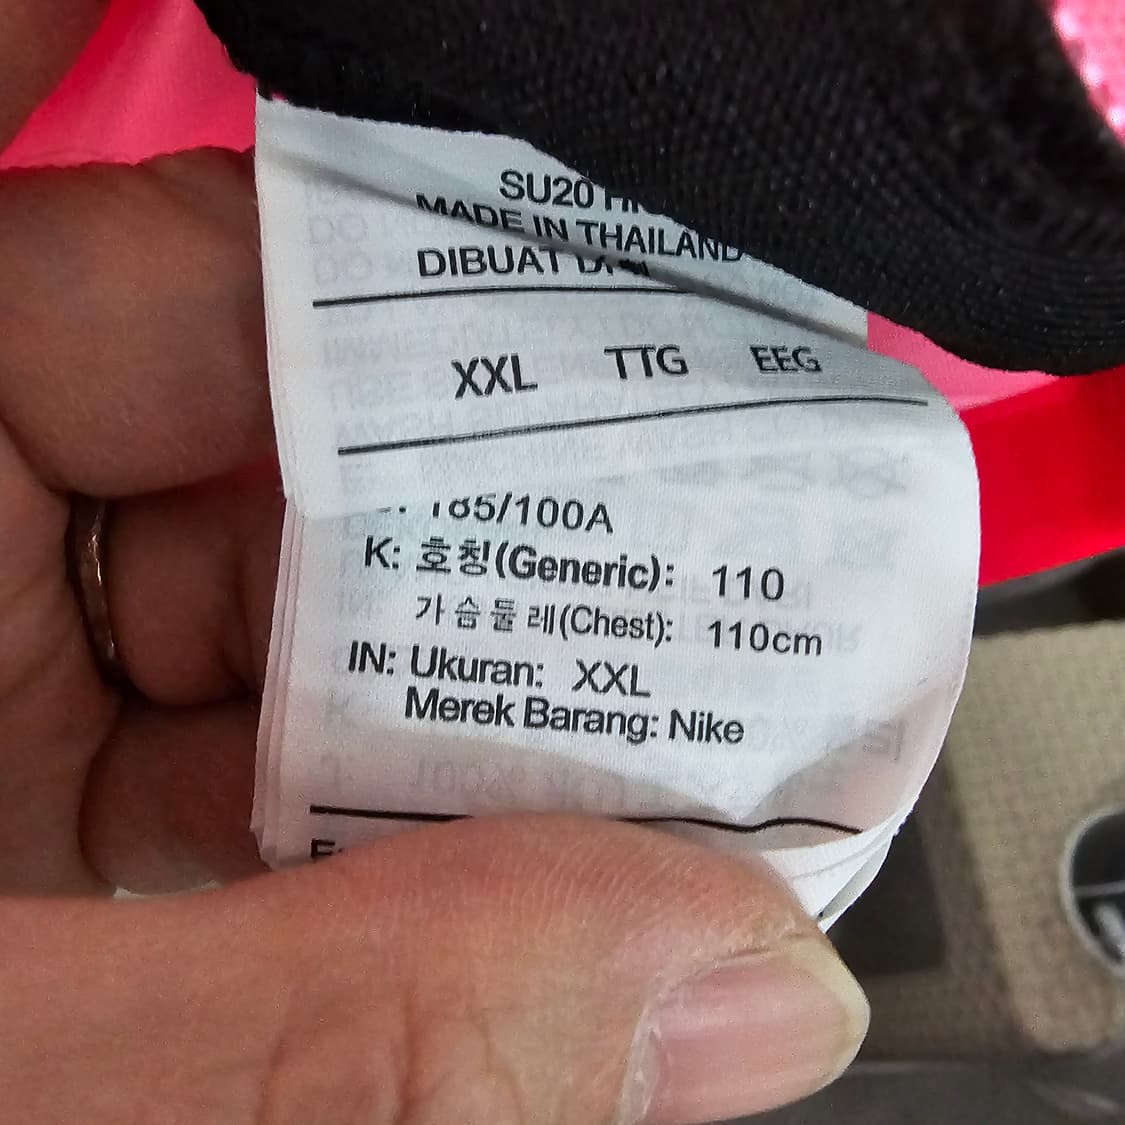 SU20
MADE IN THAILAND
DIBUAT
XXL TTG EEG
185/100A
K: 호칭(Generic): 110
가슴둘레(Chest): 110cm
IN: Ukuran: XXL
Merek Barang: Nike